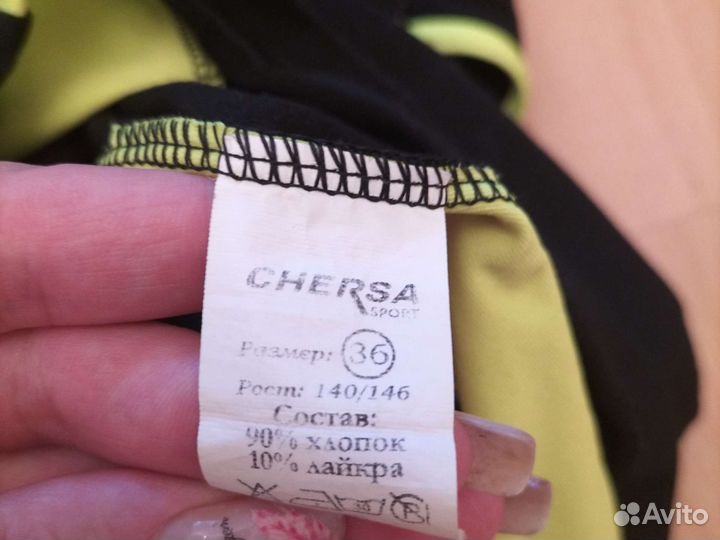 CHERSA
SPORT
Размер: 36
Рост: 140/146
Состав:
90% хлопок
10% лайкра
Avito